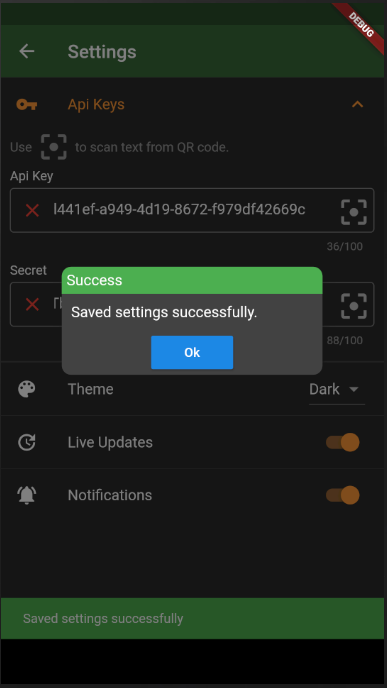 DEBUG
Settings
Api Keys
Use to scan text from QR code.
Api Key
l441ef-a949-4d19-8672-f979df42669c
36/100
Secret
88/100
Success
Saved settings successfully.
Ok
Theme
Dark
Live Updates
Notifications
Saved settings successfully